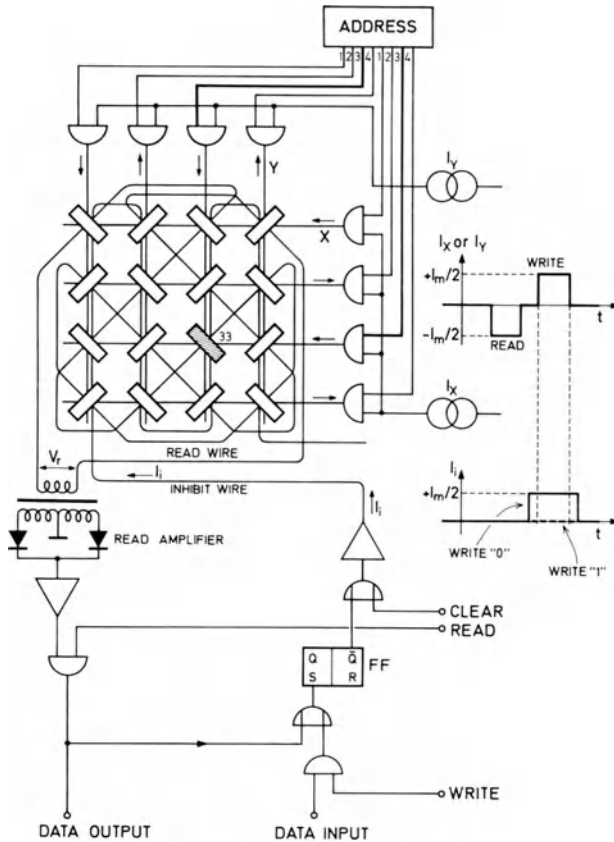 ADDRESS
1 2 3 4 1 2 3 4
Y
I_Y
X
I_X or I_Y
WRITE
+I_m/2
t
−I_m/2
READ
33
I_X
READ WIRE
V_r
I_i
INHIBIT WIRE
I_i
I_i
+I_m/2
t
WRITE "0"
WRITE "1"
READ AMPLIFIER
CLEAR
READ
Q Q̄ FF
S R
WRITE
DATA OUTPUT
DATA INPUT